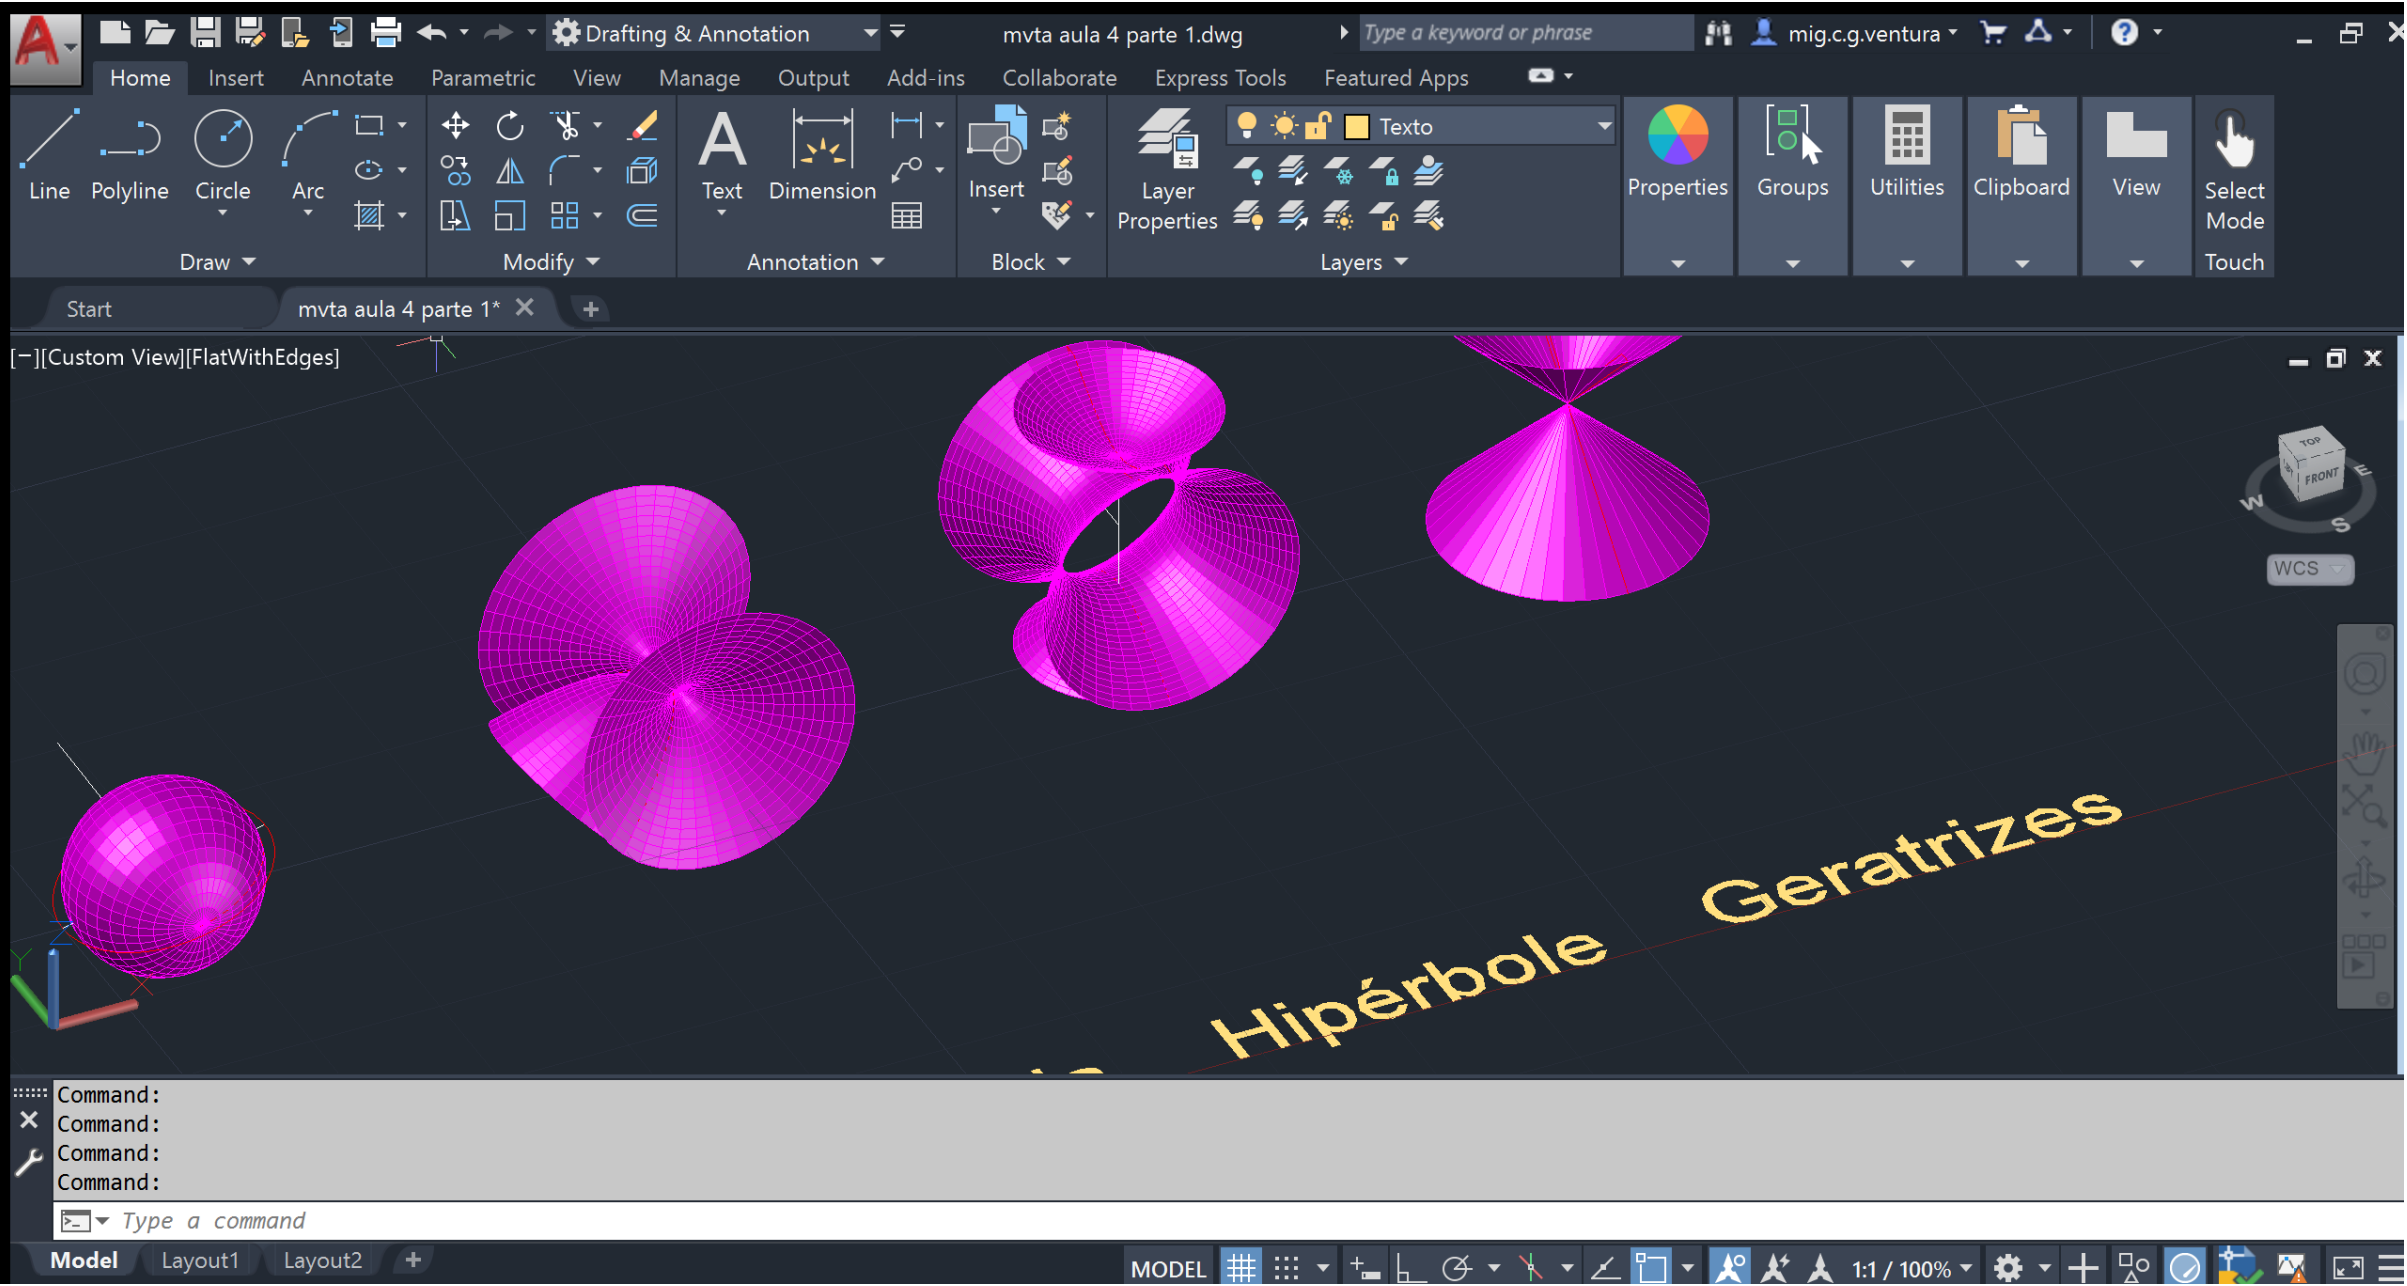 Drafting & Annotation
mvta aula 4 parte 1.dwg
Type a keyword or phrase
mig.c.g.ventura
Home Insert Annotate Parametric View Manage Output Add-ins Collaborate Express Tools Featured Apps
Texto
Line Polyline Circle Arc
Text Dimension
Insert
Layer
Properties
Properties Groups Utilities Clipboard View
Select
Mode
Draw Modify Annotation Block Layers Touch
Start mvta aula 4 parte 1*
[−][Custom View][FlatWithEdges]
TOP
FRONT
W
E
S
WCS
Y
Geratrizes
Hipérbole
Command:
Command:
Command:
Command:
Type a command
Model Layout1 Layout2
MODEL
1:1 / 100%